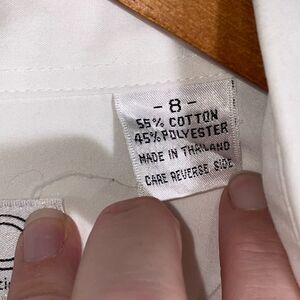 - 8 -
55% COTTON
45% POLYESTER
MADE IN THAILAND
CARE REVERSE SIDE